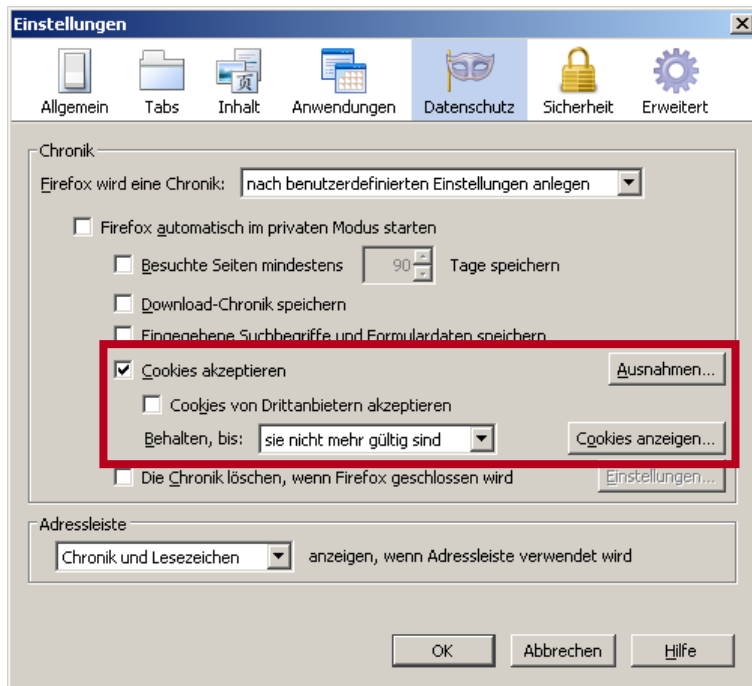 Einstellungen
Allgemein Tabs Inhalt Anwendungen Datenschutz Sicherheit Erweitert
Chronik
Firefox wird eine Chronik: nach benutzerdefinierten Einstellungen anlegen
Firefox automatisch im privaten Modus starten
Besuchte Seiten mindestens 90 Tage speichern
Download-Chronik speichern
Eingegebene Suchbegriffe und Formulardaten speichern
Cookies akzeptieren Ausnahmen...
Cookies von Drittanbietern akzeptieren
Behalten, bis: sie nicht mehr gültig sind Cookies anzeigen...
Die Chronik löschen, wenn Firefox geschlossen wird Einstellungen...
Adressleiste
Chronik und Lesezeichen anzeigen, wenn Adressleiste verwendet wird
OK Abbrechen Hilfe